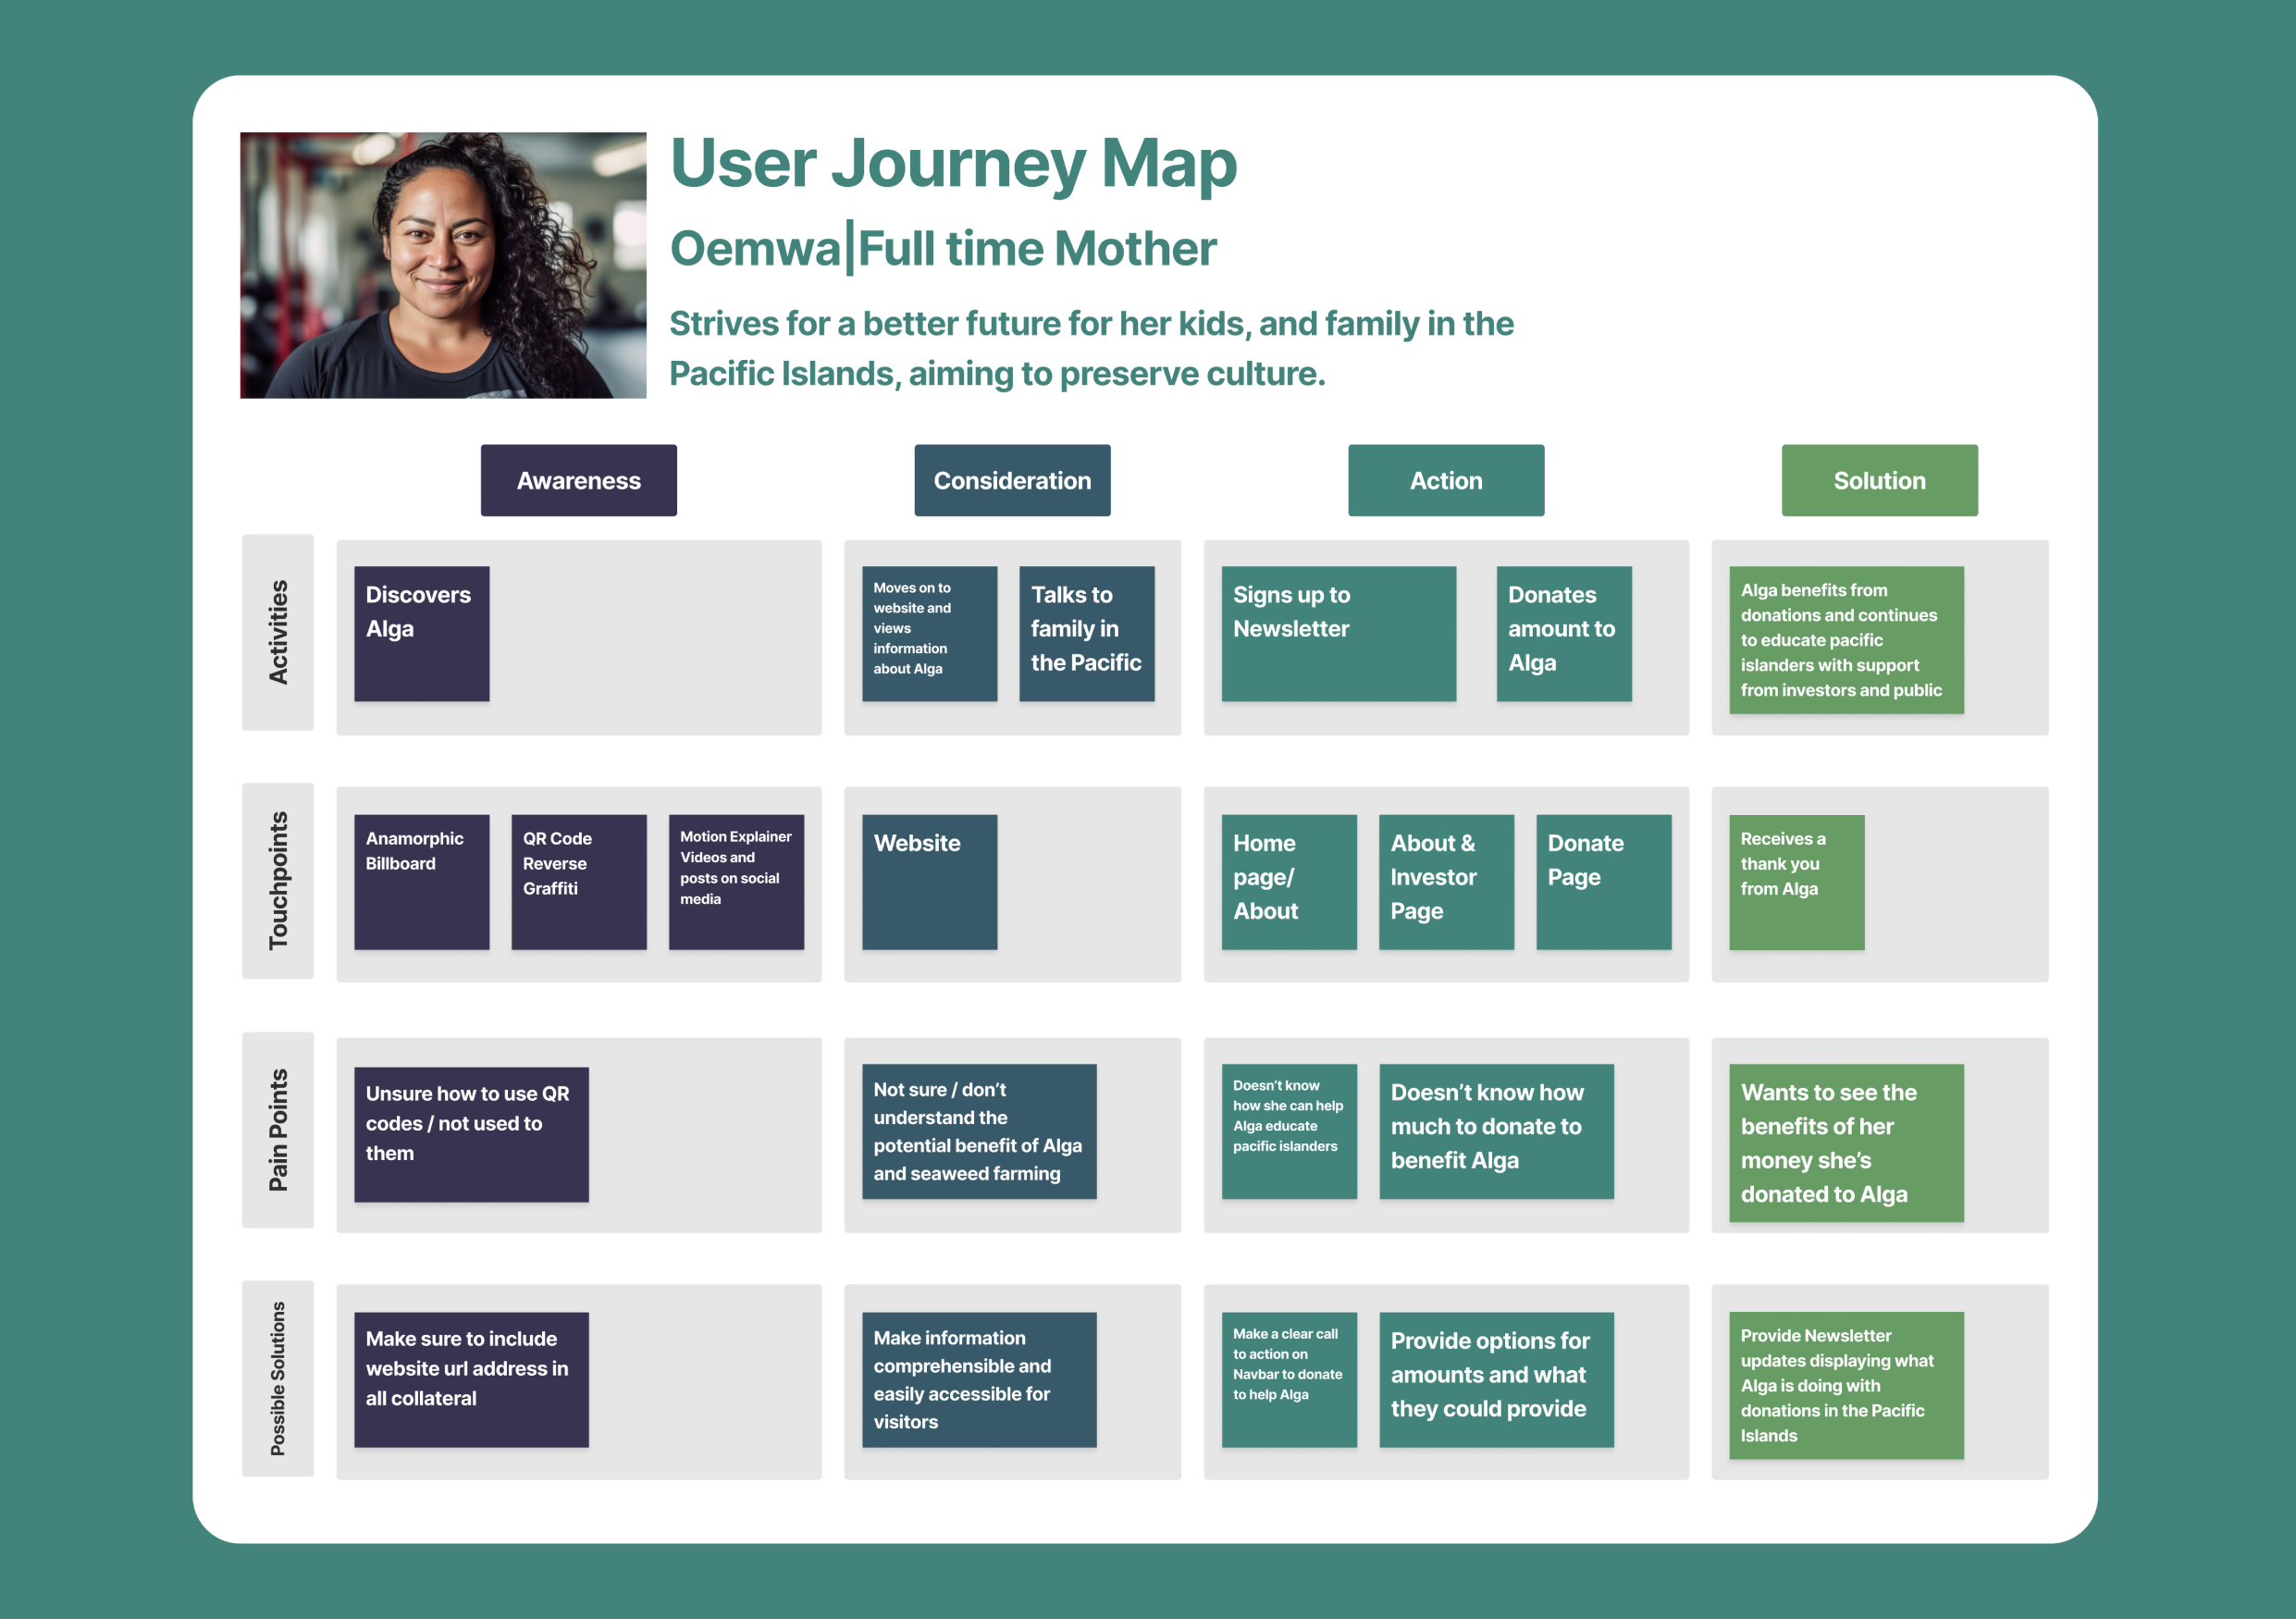 User Journey Map
Oemwa|Full time Mother
Strives for a better future for her kids, and family in the
Pacific Islands, aiming to preserve culture.
Awareness
Consideration
Action
Solution
Activities
Discovers
Alga
Moves on to
website and
views
information
about Alga
Talks to
family in
the Pacific
Signs up to
Newsletter
Donates
amount to
Alga
Alga benefits from
donations and continues
to educate pacific
islanders with support
from investors and public
Touchpoints
Anamorphic
Billboard
QR Code
Reverse
Graffiti
Motion Explainer
Videos and
posts on social
media
Website
Home
page/
About
About &
Investor
Page
Donate
Page
Receives a
thank you
from Alga
Pain Points
Unsure how to use QR
codes / not used to
them
Not sure / don’t
understand the
potential benefit of Alga
and seaweed farming
Doesn’t know
how she can help
Alga educate
pacific islanders
Doesn’t know how
much to donate to
benefit Alga
Wants to see the
benefits of her
money she’s
donated to Alga
Possible Solutions
Make sure to include
website url address in
all collateral
Make information
comprehensible and
easily accessible for
visitors
Make a clear call
to action on
Navbar to donate
to help Alga
Provide options for
amounts and what
they could provide
Provide Newsletter
updates displaying what
Alga is doing with
donations in the Pacific
Islands